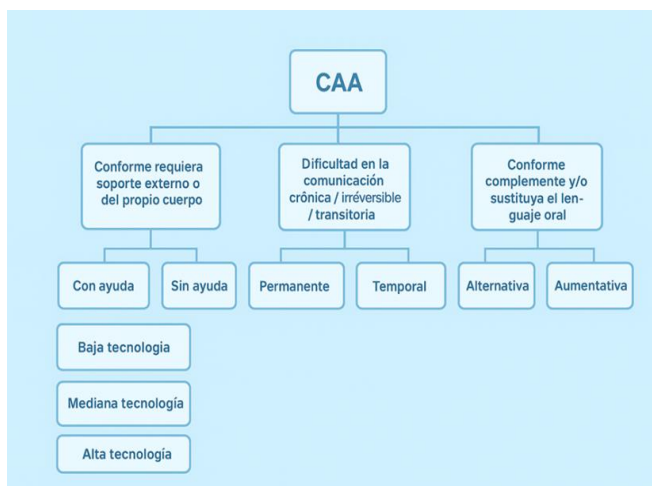 CAA
Conforme requiera
soporte externo o
del propio cuerpo
Dificultad en la
comunicación
crônica / irréversible
/ transitoria
Conforme
complemente y/o
sustituya el len-
guaje oral
Con ayuda
Sin ayuda
Permanente
Temporal
Alternativa
Aumentativa
Baja tecnologia
Mediana tecnología
Alta tecnología